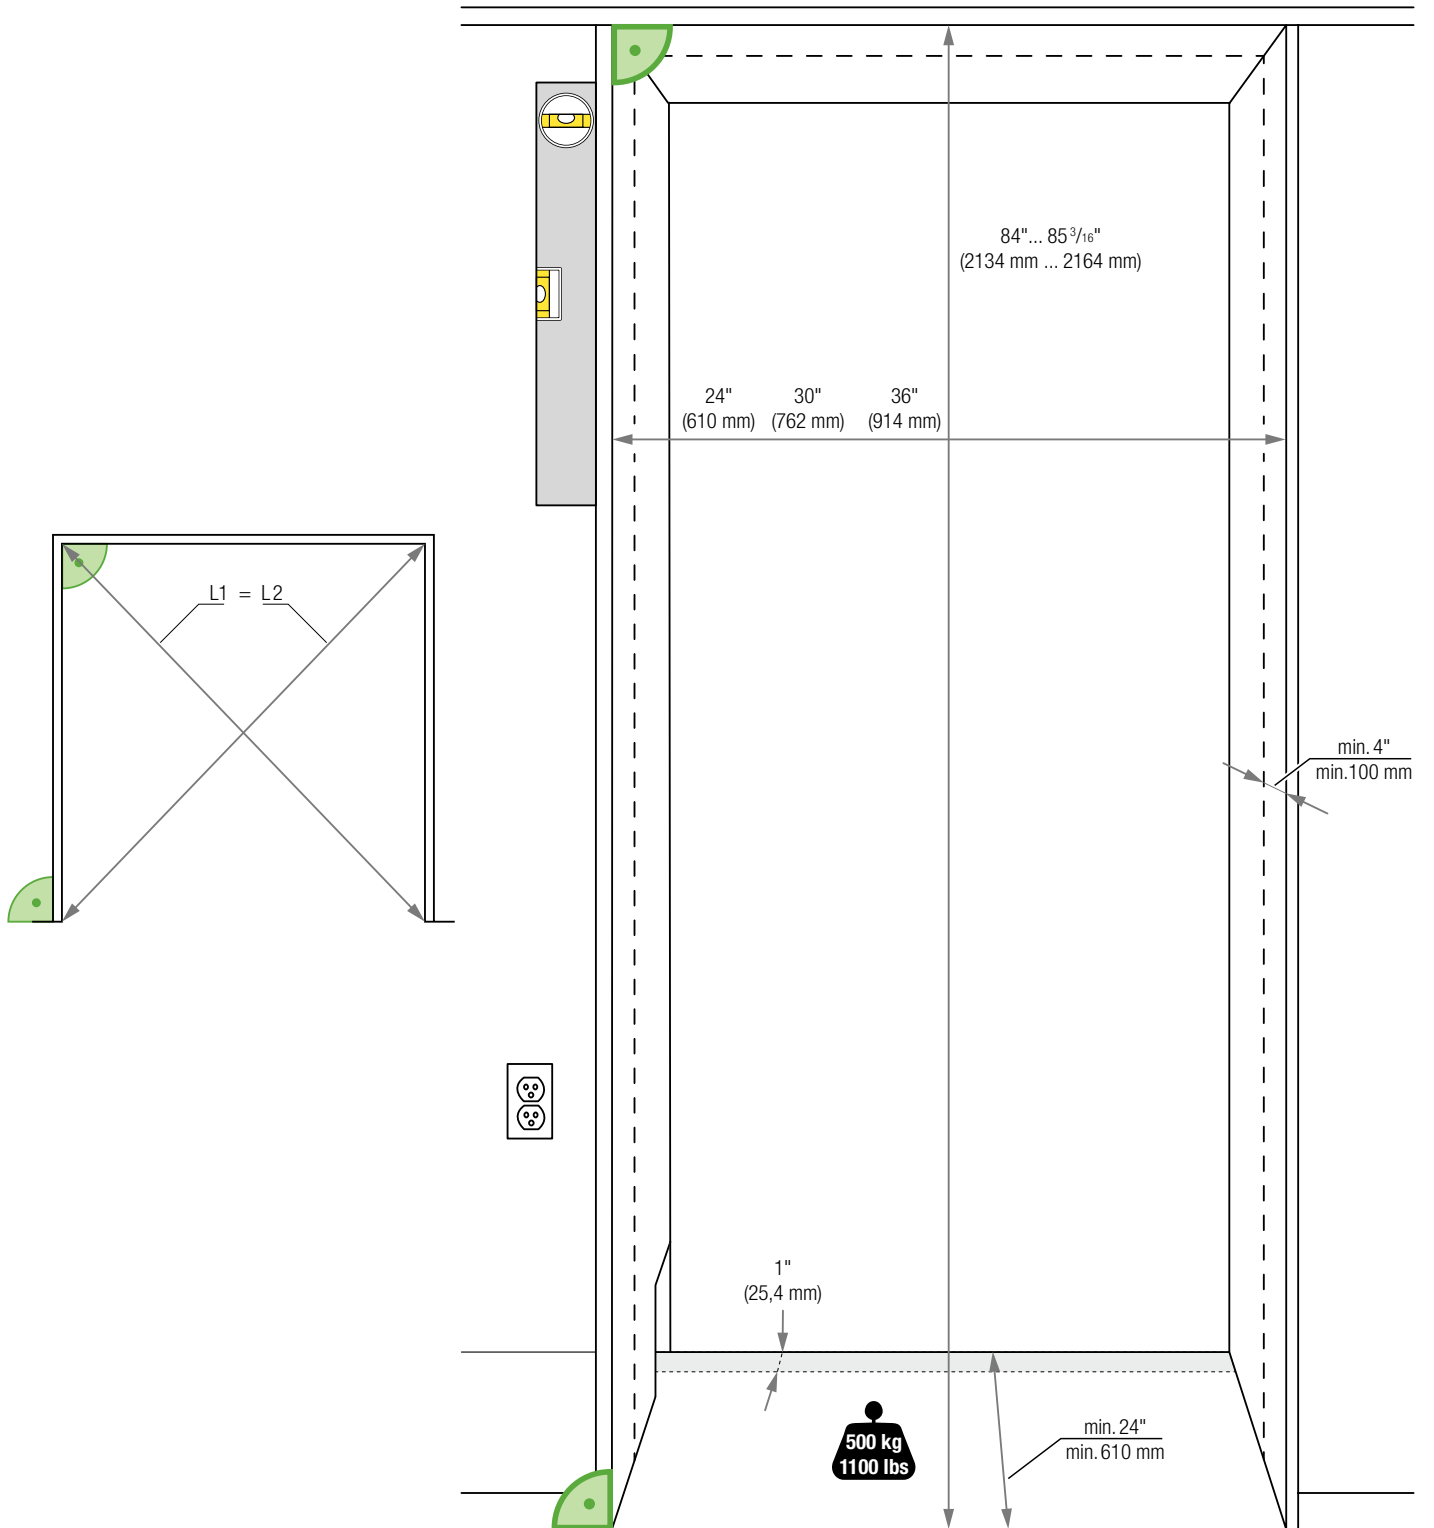 84"... 85 3/16"
(2134 mm ... 2164 mm)
24" 30" 36"
(610 mm) (762 mm) (914 mm)
L1 = L2
min. 4"
min.100 mm
1"
(25,4 mm)
500 kg
1100 lbs
min. 24"
min. 610 mm